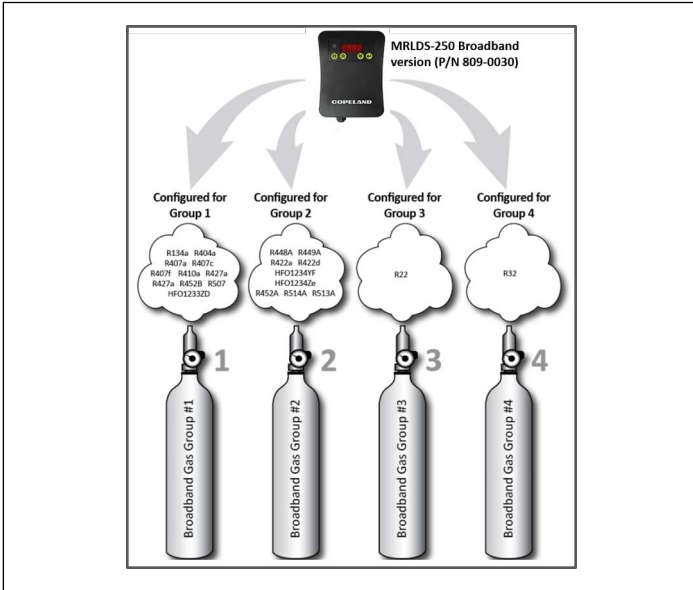 MRLDS-250 Broadband
version (P/N 809-0030)
COPELAND
Configured for
Group 1
R134a R404a
R407a R407c
R407f R410a R427a
R427a R452B R507
HFO1233ZD
Configured for
Group 2
R448A R449A
R422a R422d
HFO1234YF
HFO1234Ze
R452A R514A R513A
Configured for
Group 3
R22
Configured for
Group 4
R32
1
2
3
4
Broadband Gas Group #1
Broadband Gas Group #2
Broadband Gas Group #3
Broadband Gas Group #4